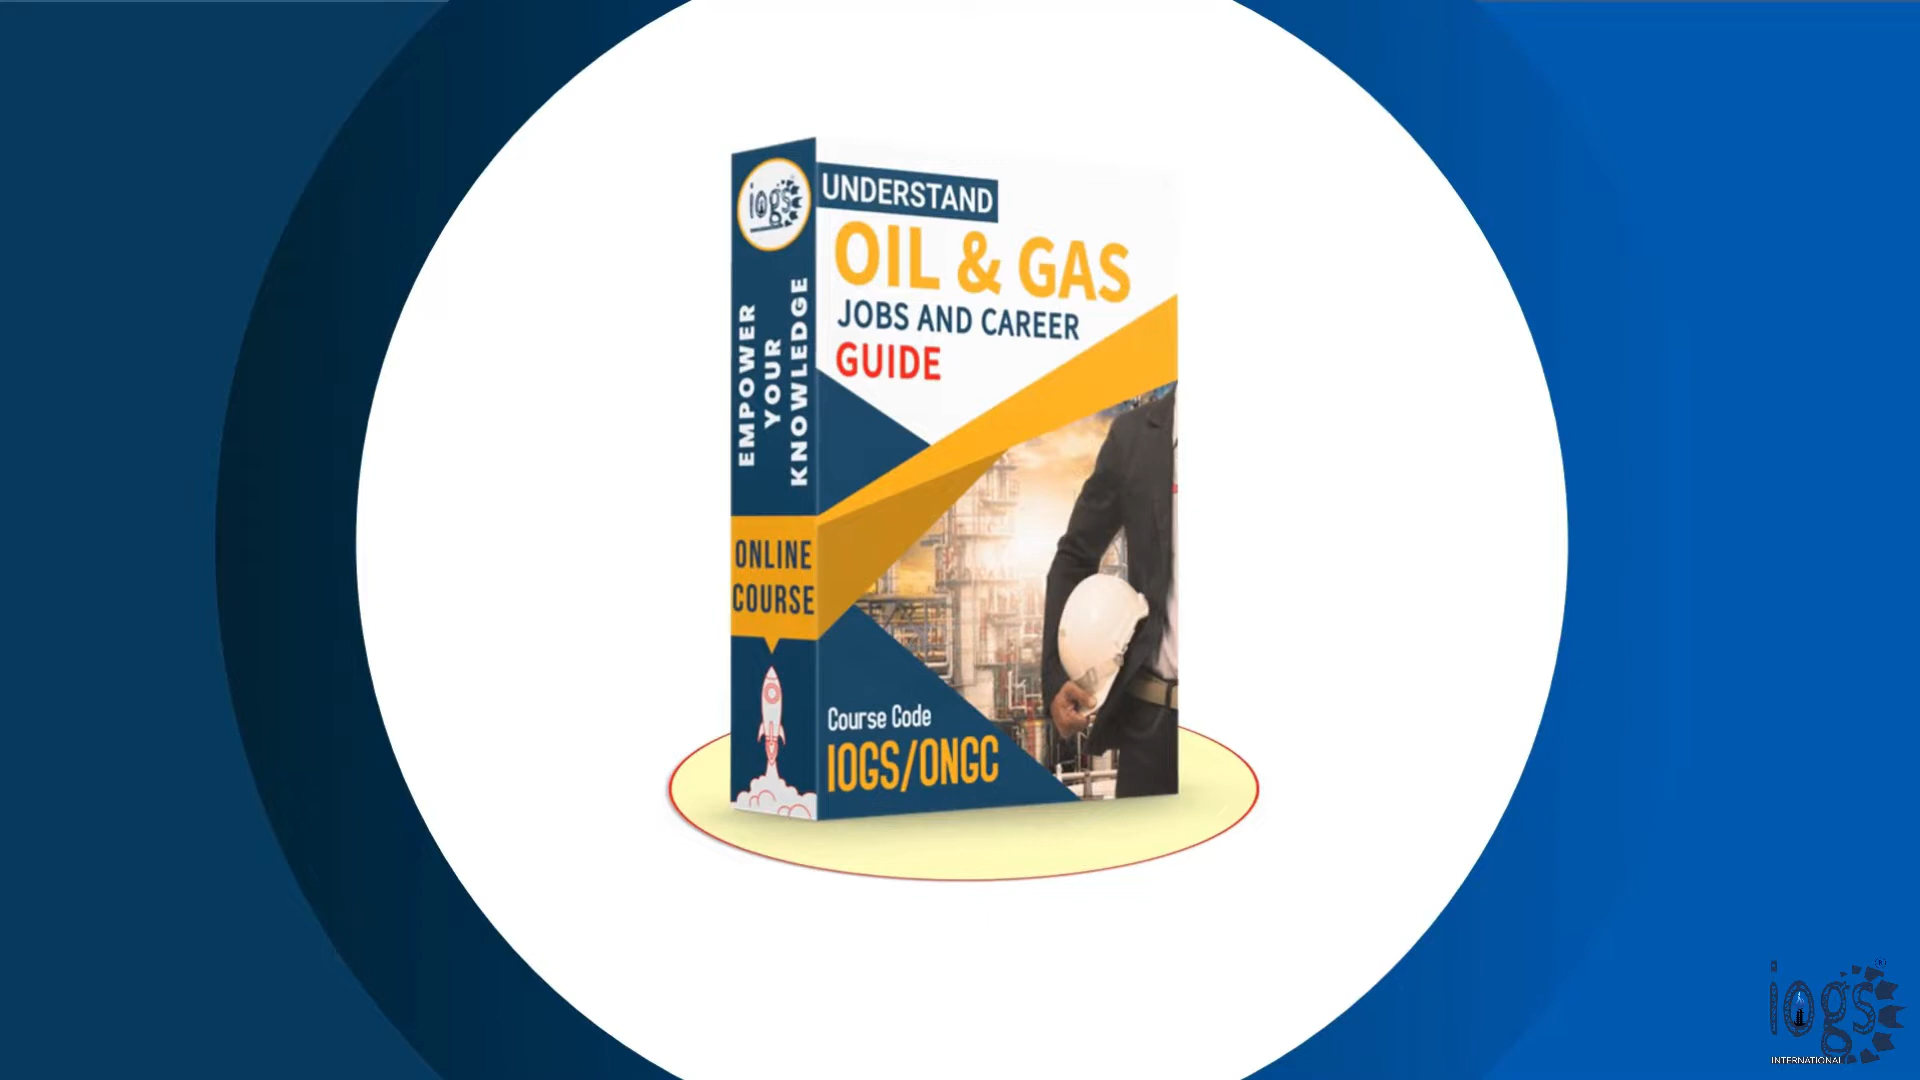 iogs
EMPOWER
YOUR
KNOWLEDGE
ONLINE
COURSE
UNDERSTAND
OIL & GAS
JOBS AND CAREER
GUIDE
Course Code
IOGS/ONGC
iogs®
INTERNATIONAL